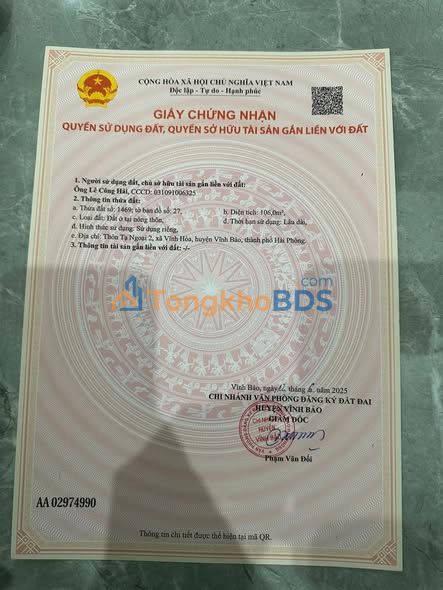 CỘNG HÒA XÃ HỘI CHỦ NGHĨA VIỆT NAM
Độc lập - Tự do - Hạnh phúc
GIẤY CHỨNG NHẬN
QUYỀN SỬ DỤNG ĐẤT, QUYỀN SỞ HỮU TÀI SẢN GẮN LIỀN VỚI ĐẤT
1. Người sử dụng đất, chủ sở hữu tài sản gắn liền với đất:
Ông Lê Công Hải, CCCD: 031091006325
2. Thông tin thửa đất:
a. Thửa đất số: 1469; tờ bản đồ số: 27, b. Diện tích: 106,0m²,
c. Loại đất: Đất ở tại nông thôn, d. Thời hạn sử dụng: Lâu dài,
đ. Hình thức sử dụng: Sử dụng riêng,
e. Địa chỉ: Thôn Tạ Ngoại 2, xã Vĩnh Hòa, huyện Vĩnh Bảo, thành phố Hải Phòng.
3. Thông tin tài sản gắn liền với đất: -/-
TongkhoBDS.com
Vĩnh Bảo, ngày tháng 6 năm 2025
CHI NHÁNH VĂN PHÒNG ĐĂNG KÝ ĐẤT ĐAI
HUYỆN VĨNH BẢO
GIÁM ĐỐC
CHI NHÁNH
HUYỆN
VĨNH BẢO
Phạm Văn Đối
AA 02974990
Thông tin chi tiết được thể hiện tại mã QR.